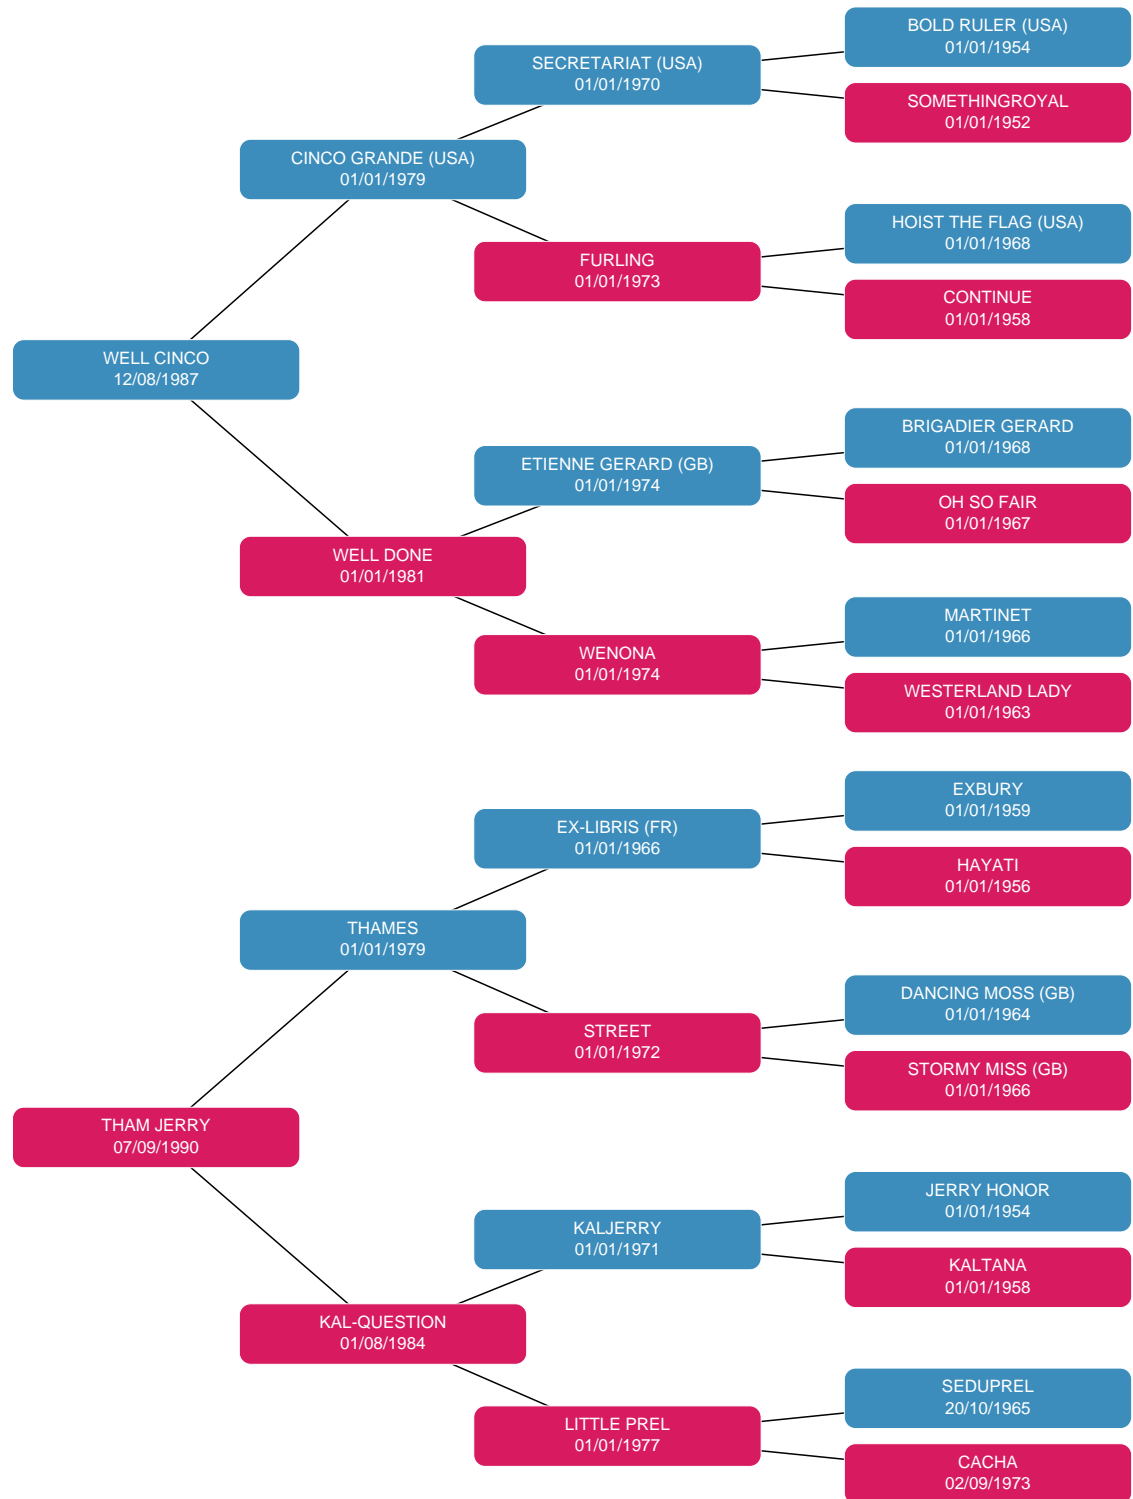 BOLD RULER (USA)
01/01/1954
SECRETARIAT (USA)
01/01/1970
SOMETHINGROYAL
01/01/1952
CINCO GRANDE (USA)
01/01/1979
HOIST THE FLAG (USA)
01/01/1968
FURLING
01/01/1973
CONTINUE
01/01/1958
WELL CINCO
12/08/1987
BRIGADIER GERARD
01/01/1968
ETIENNE GERARD (GB)
01/01/1974
OH SO FAIR
01/01/1967
WELL DONE
01/01/1981
MARTINET
01/01/1966
WENONA
01/01/1974
WESTERLAND LADY
01/01/1963
EXBURY
01/01/1959
EX-LIBRIS (FR)
01/01/1966
HAYATI
01/01/1956
THAMES
01/01/1979
DANCING MOSS (GB)
01/01/1964
STREET
01/01/1972
STORMY MISS (GB)
01/01/1966
THAM JERRY
07/09/1990
JERRY HONOR
01/01/1954
KALJERRY
01/01/1971
KALTANA
01/01/1958
KAL-QUESTION
01/08/1984
SEDUPREL
20/10/1965
LITTLE PREL
01/01/1977
CACHA
02/09/1973